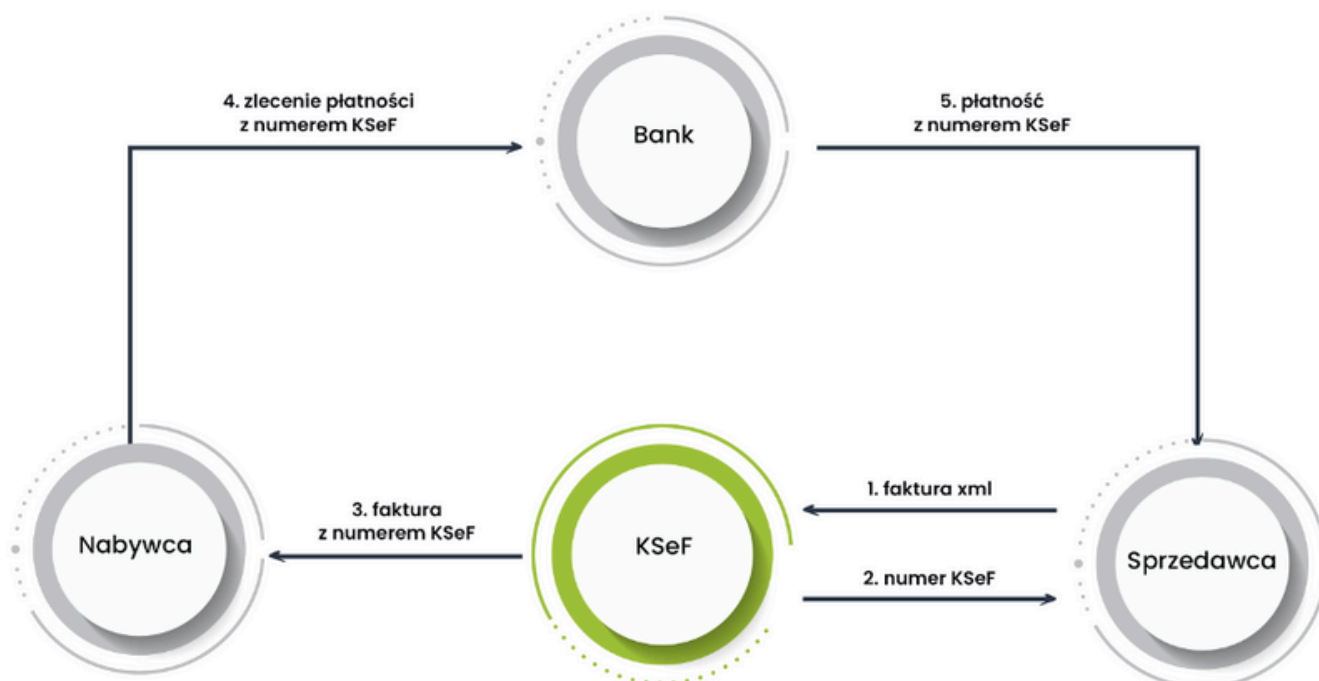 4. zlecenie płatności
z numerem KSeF
Bank
5. płatność
z numerem KSeF
Nabywca
3. faktura
z numerem KSeF
KSeF
1. faktura xml
2. numer KSeF
Sprzedawca